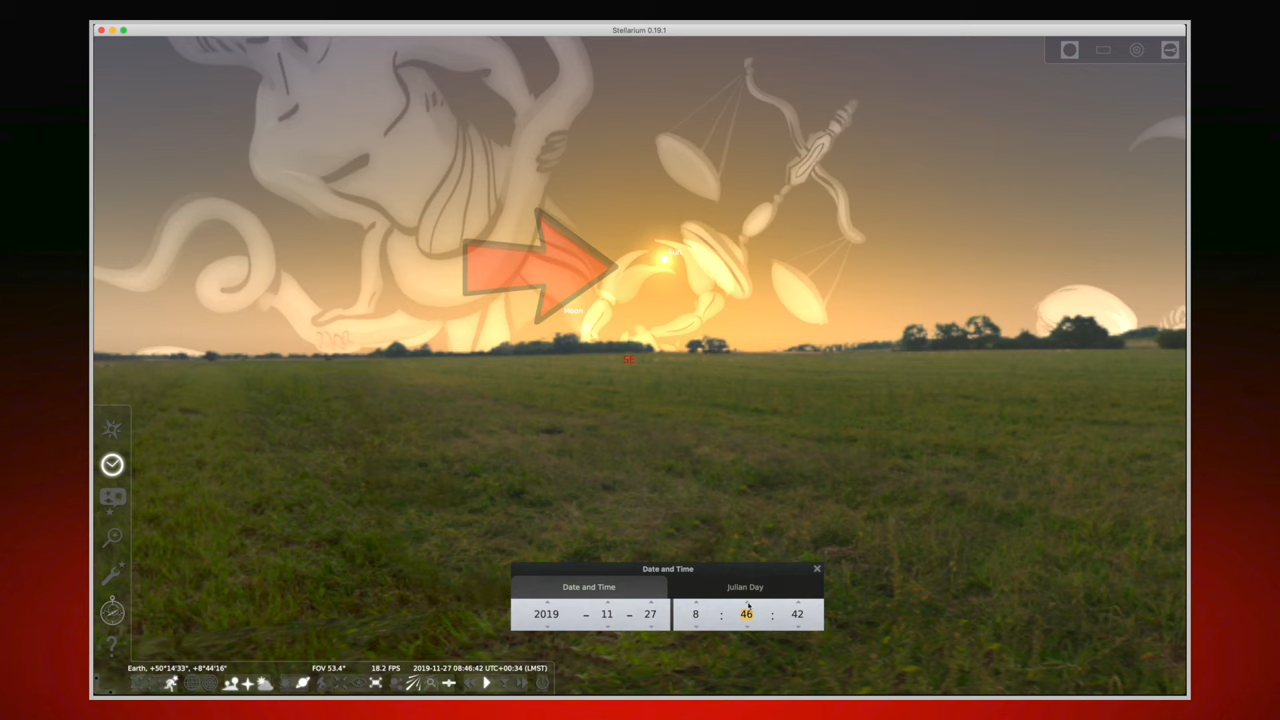 Stellarium 0.19.1
Moon
SE
Date and Time
Date and Time
Julian Day
2019 – 11 – 27
8 : 46 : 42
Earth, +50°14'33", +8°44'16"
FOV 53.4°
18.2 FPS
2019-11-27 08:46:42 UTC+00:34 (LMST)